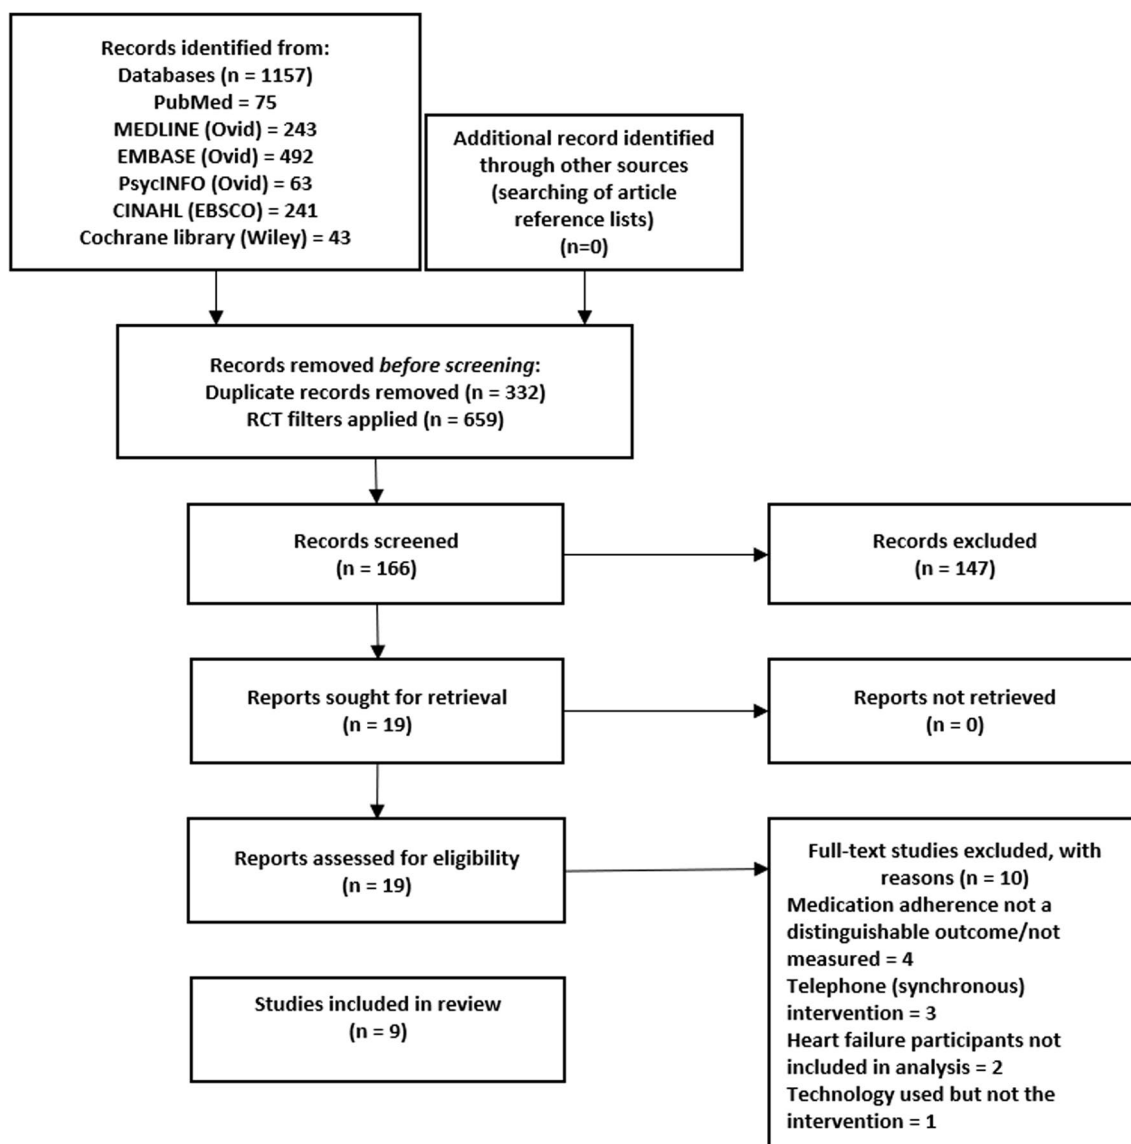 Records identified from:
Databases (n = 1157)
PubMed = 75
MEDLINE (Ovid) = 243
EMBASE (Ovid) = 492
PsycINFO (Ovid) = 63
CINAHL (EBSCO) = 241
Cochrane library (Wiley) = 43
Additional record identified
through other sources
(searching of article
reference lists)
(n=0)
Records removed before screening:
Duplicate records removed (n = 332)
RCT filters applied (n = 659)
Records screened
(n = 166)
Records excluded
(n = 147)
Reports sought for retrieval
(n = 19)
Reports not retrieved
(n = 0)
Reports assessed for eligibility
(n = 19)
Full-text studies excluded, with
reasons (n = 10)
Medication adherence not a
distinguishable outcome/not
measured = 4
Telephone (synchronous)
intervention = 3
Heart failure participants not
included in analysis = 2
Technology used but not the
intervention = 1
Studies included in review
(n = 9)